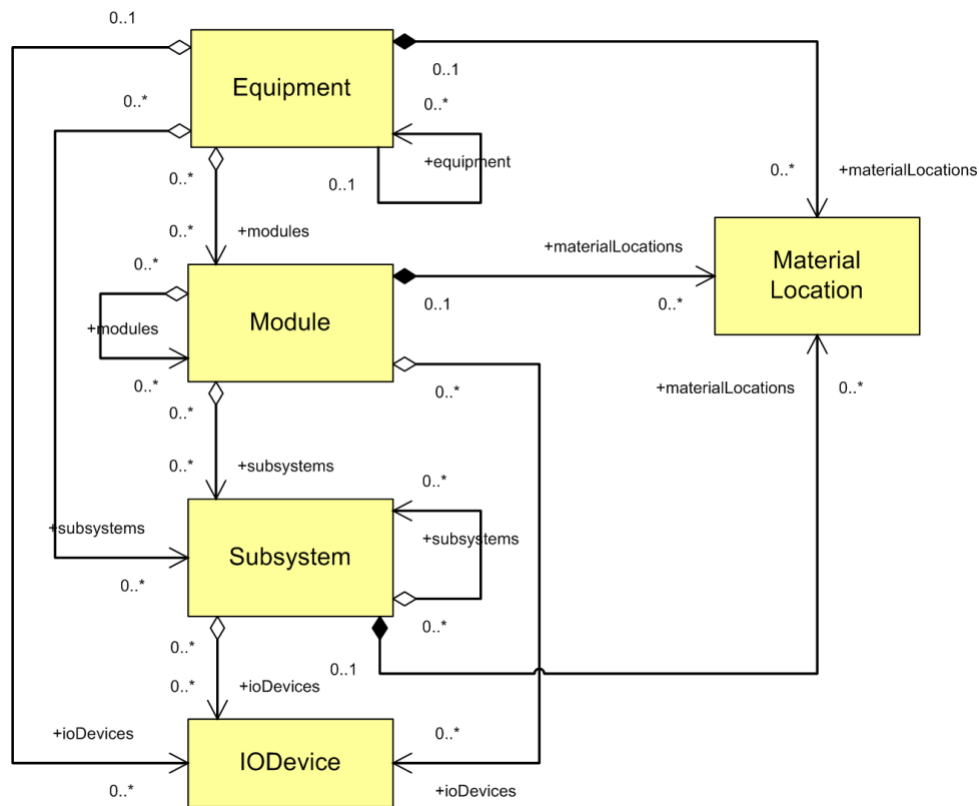 0..1
Equipment
0..1
0..*
0..*
+equipment
0..*
0..1
0..*
+materialLocations
0..*
+modules
+materialLocations
Material
Location
0..*
0..1
0..*
Module
+modules
0..*
0..*
0..*
+materialLocations
0..*
0..*
+subsystems
0..*
+subsystems
+subsystems
Subsystem
0..*
0..*
0..*
0..1
0..*
+ioDevices
+ioDevices
0..*
IODevice
0..*
+ioDevices